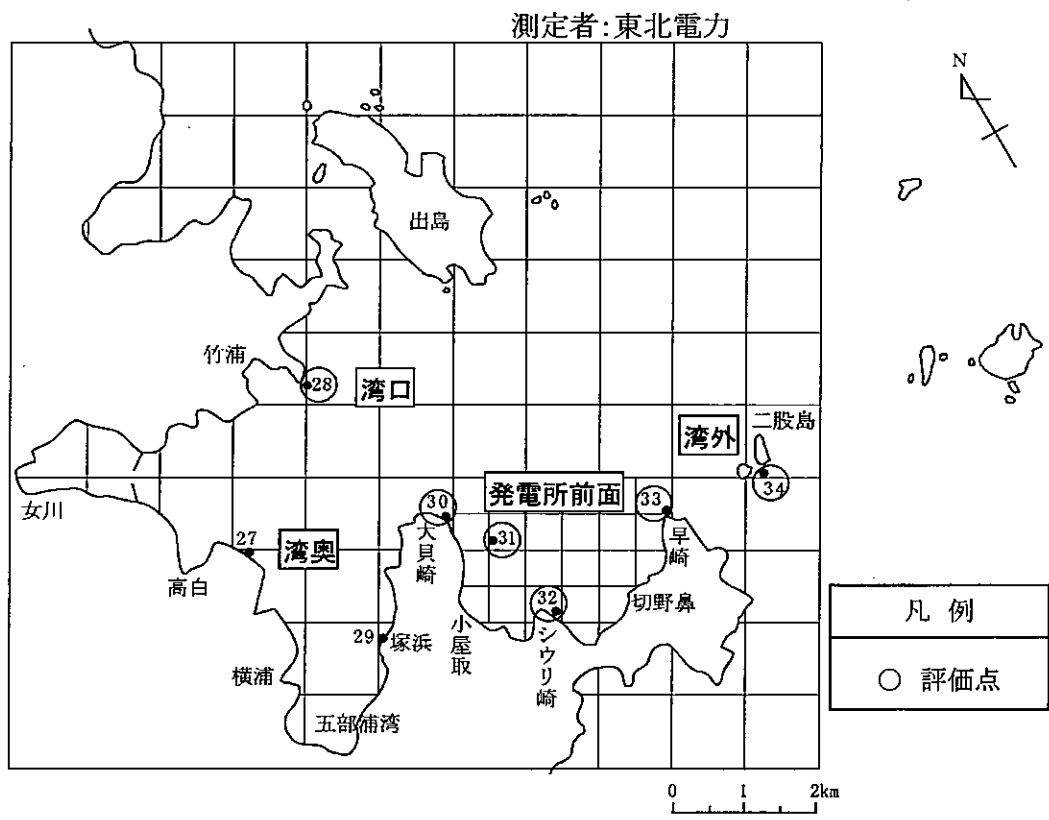 測定者:東北電力
N
出島
竹浦
28
湾口
湾外
二股島
34
女川
30
発電所前面
33
31
大貝崎
早崎
27
湾奥
高白
32
切野鼻
29
塚浜
小屋取
シウリ崎
横浦
五部浦湾
凡例
○ 評価点
0 1 2km